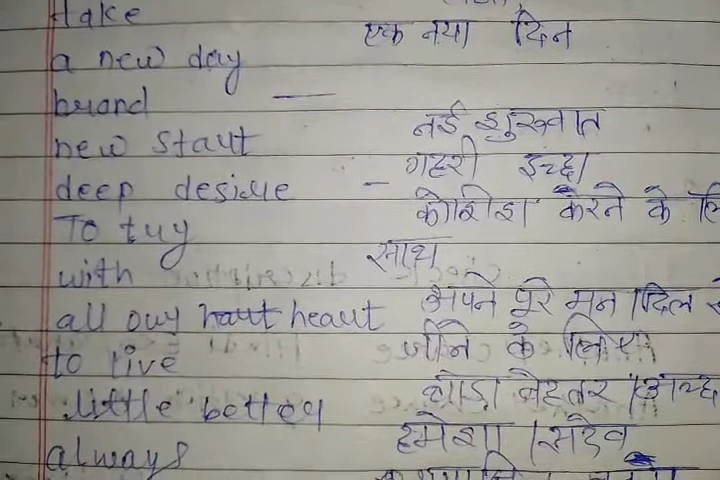 take
a new day एक नया दिन
brand —
new start नई शुरुवात
deep desire - गहरी इच्छा
To try कोशिश करने के
with साथ
all our heart अपने पूरे मन/दिल
to live जीने के लिए
little better थोडा बेहतर/
always हमेशा/सदैव